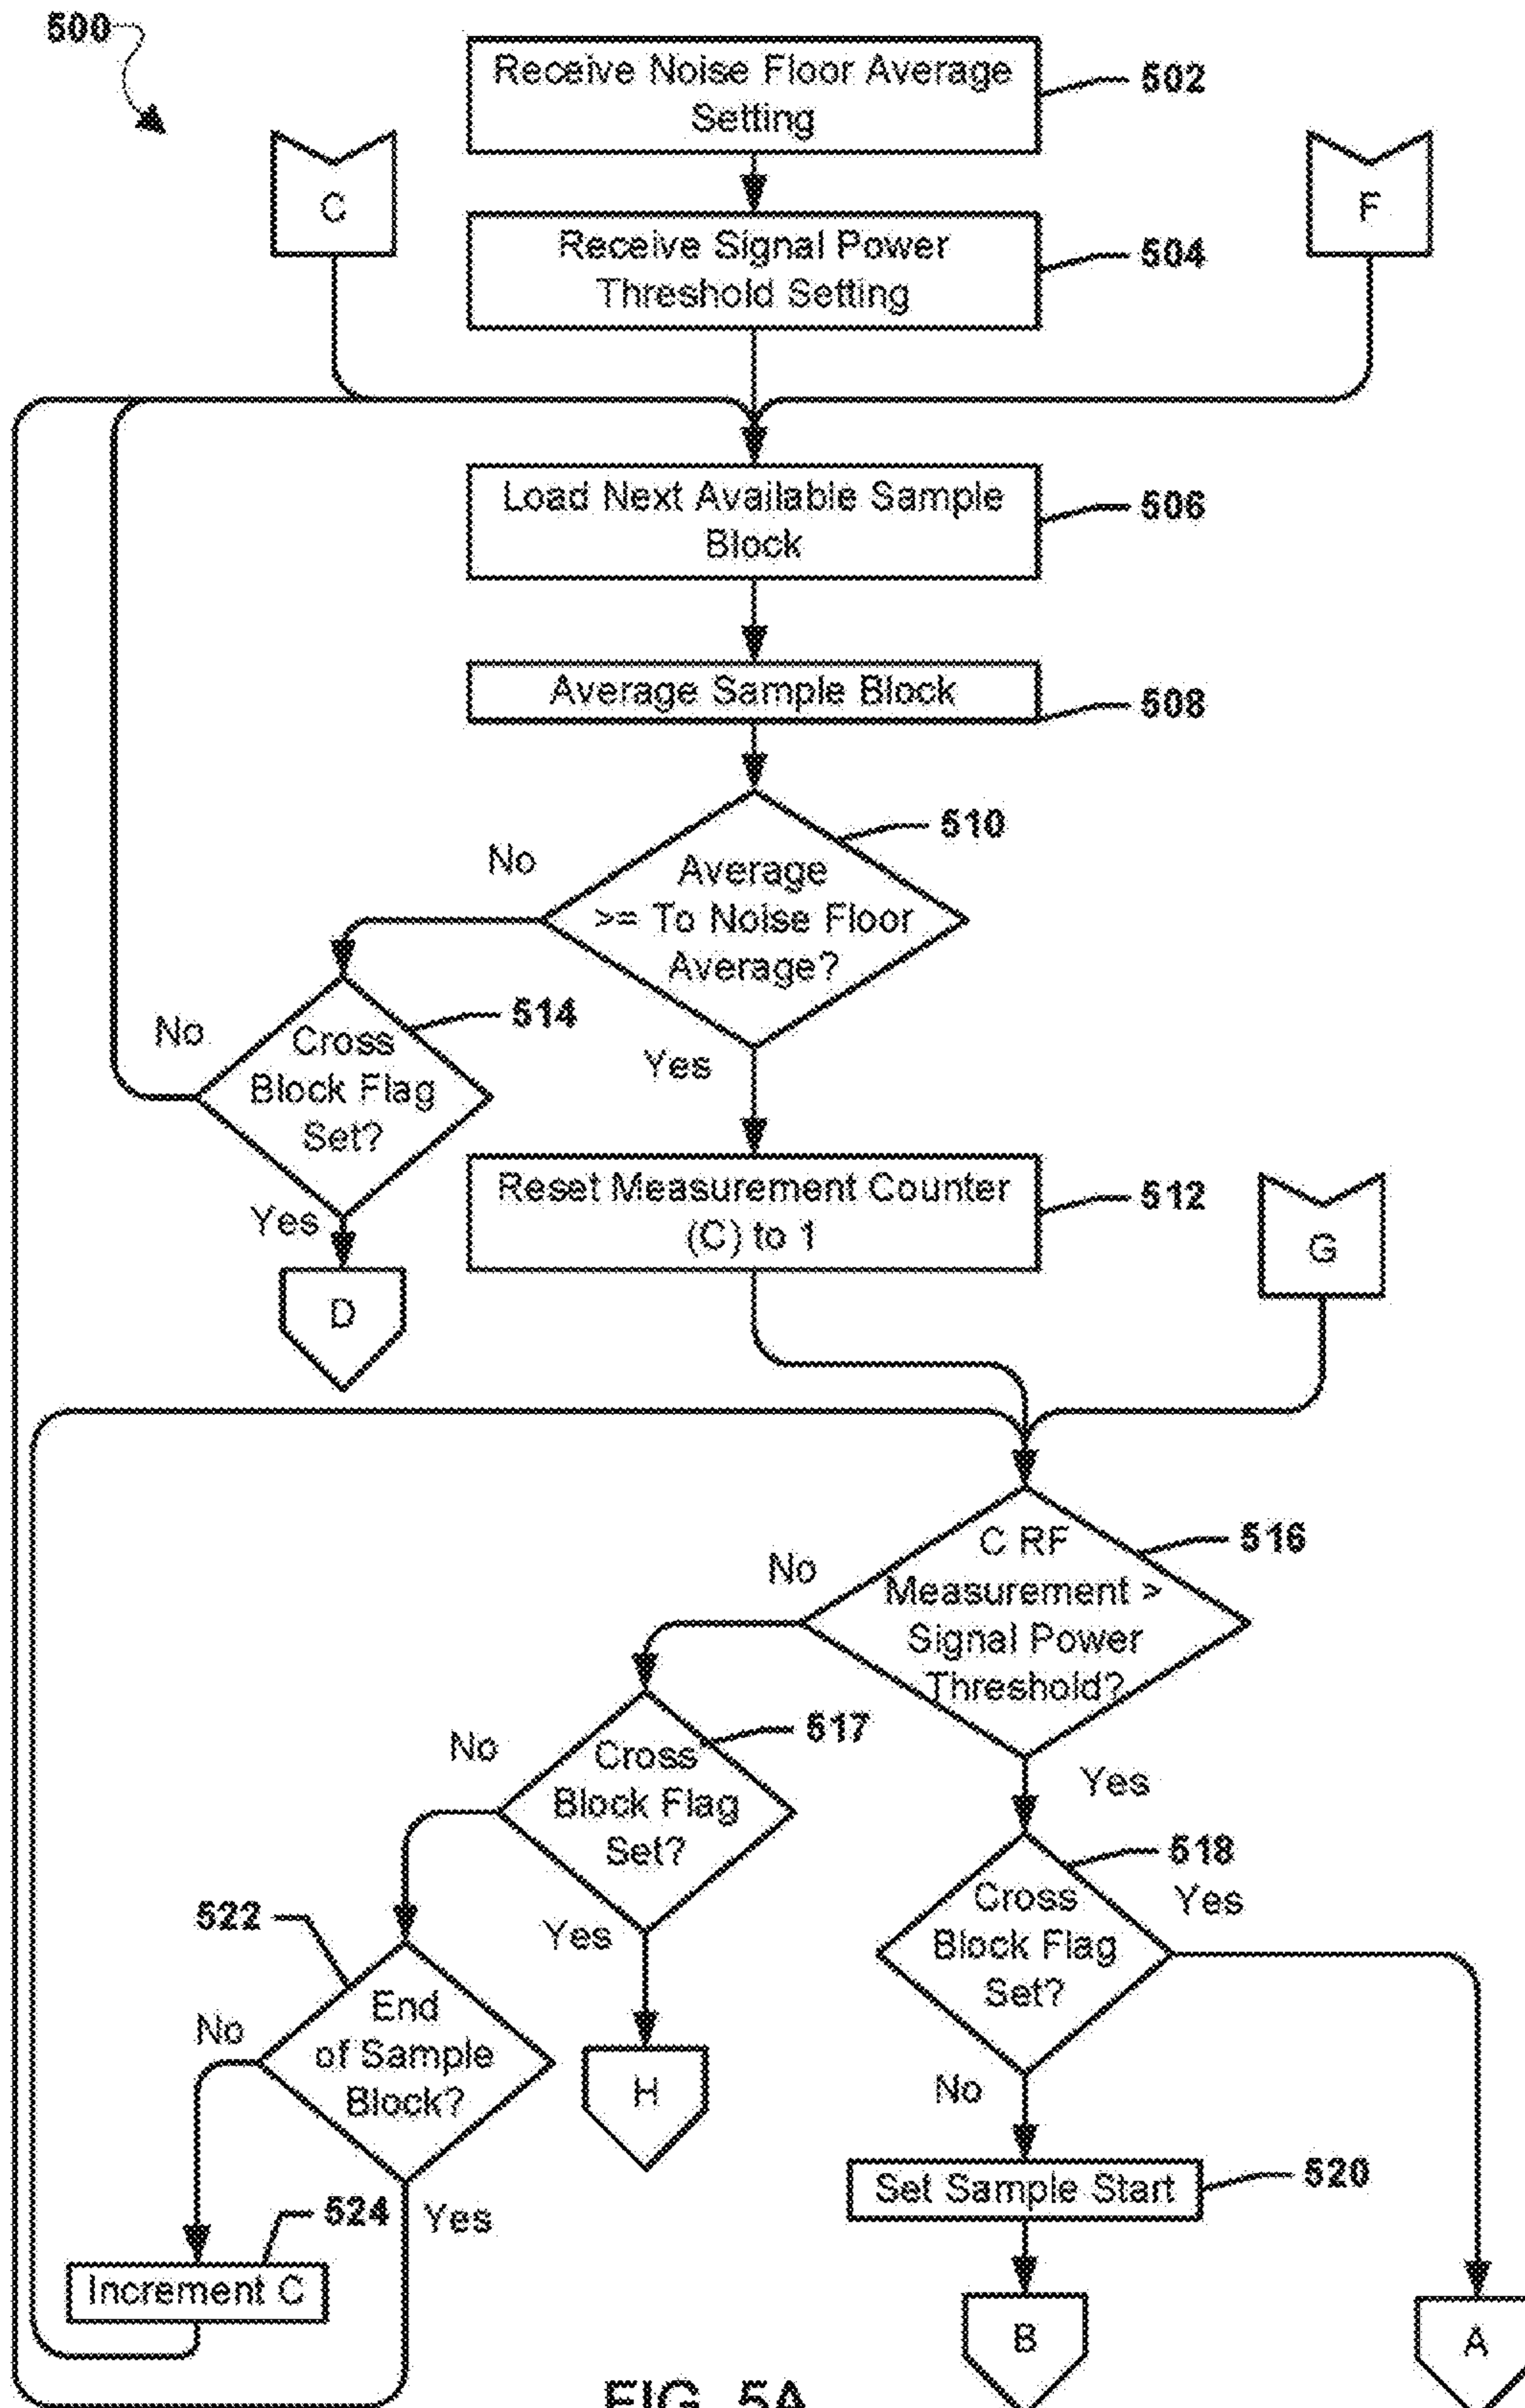 500
Receive Noise Floor Average
Setting
502
C
F
Receive Signal Power
Threshold Setting
504
Load Next Available Sample
Block
506
Average Sample Block
508
510
No
Average
>= To Noise Floor
Average?
514
No
Cross
Block Flag
Set?
Yes
Yes
Reset Measurement Counter
(C) to 1
512
G
D
C RF
Measurement >
Signal Power
Threshold?
516
No
517
No
Cross
Block Flag
Set?
Yes
Yes
518
Cross
Block Flag
Set?
Yes
522
End
of Sample
Block?
No
H
No
Set Sample Start
520
524
Yes
Increment C
B
A
FIG. 5A